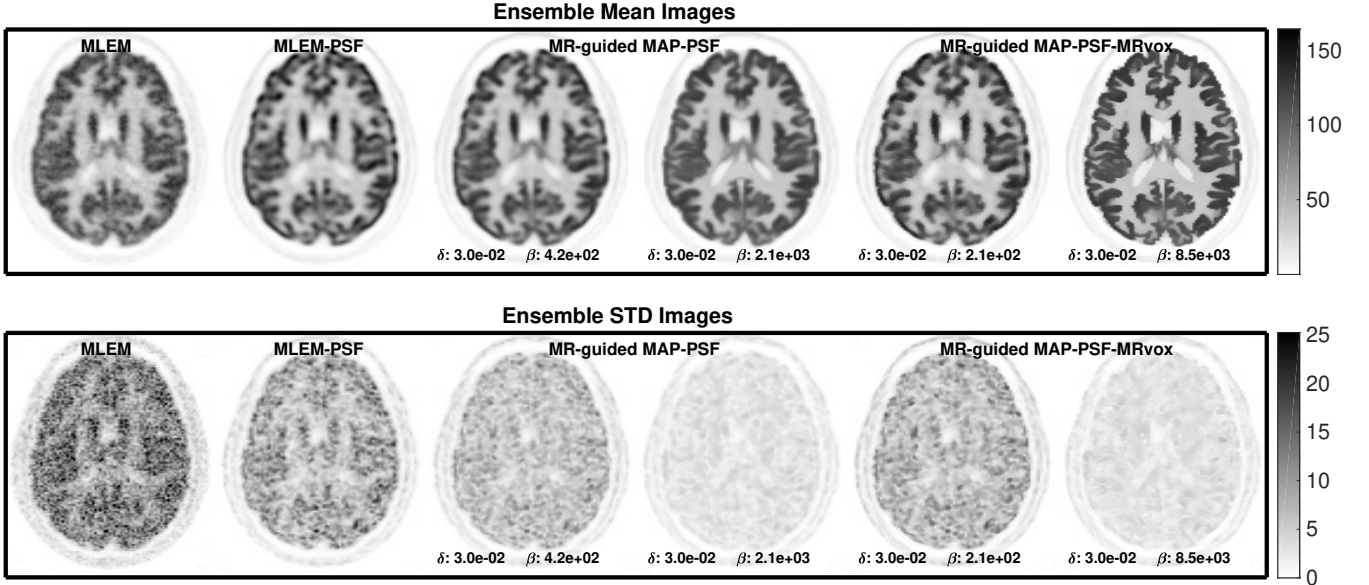 Ensemble Mean Images
MLEM MLEM-PSF MR-guided MAP-PSF MR-guided MAP-PSF-MRvox
150
100
50
δ: 3.0e-02 β: 4.2e+02 δ: 3.0e-02 β: 2.1e+03 δ: 3.0e-02 β: 2.1e+02 δ: 3.0e-02 β: 8.5e+03
Ensemble STD Images
MLEM MLEM-PSF MR-guided MAP-PSF MR-guided MAP-PSF-MRvox
25
20
15
10
5
0
δ: 3.0e-02 β: 4.2e+02 δ: 3.0e-02 β: 2.1e+03 δ: 3.0e-02 β: 2.1e+02 δ: 3.0e-02 β: 8.5e+03